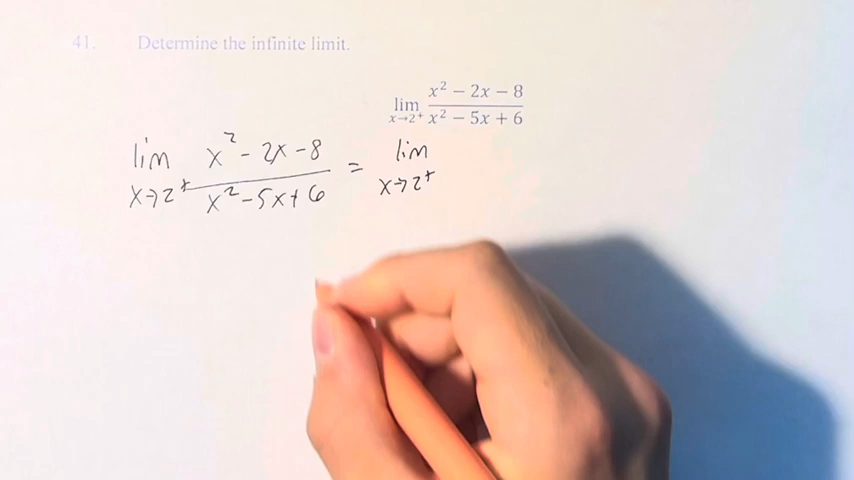 41. Determine the infinite limit.
lim x→2⁺ (x² − 2x − 8)/(x² − 5x + 6)
lim x→2⁺ (x² − 2x − 8)/(x² − 5x + 6) = lim x→2⁺